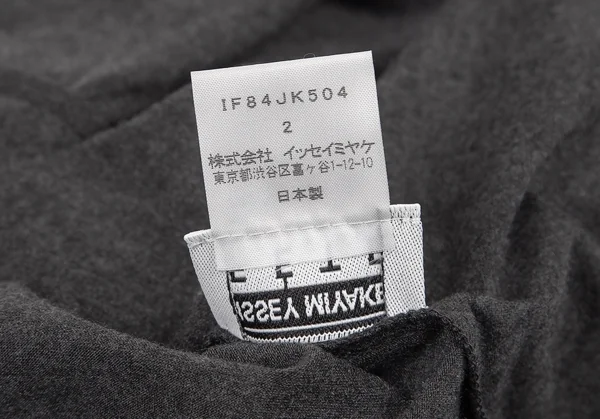 IF84JK504
2
株式会社 イッセイミヤケ
東京都渋谷区富ヶ谷1-12-10
日本製
ISSEY MIYAKE